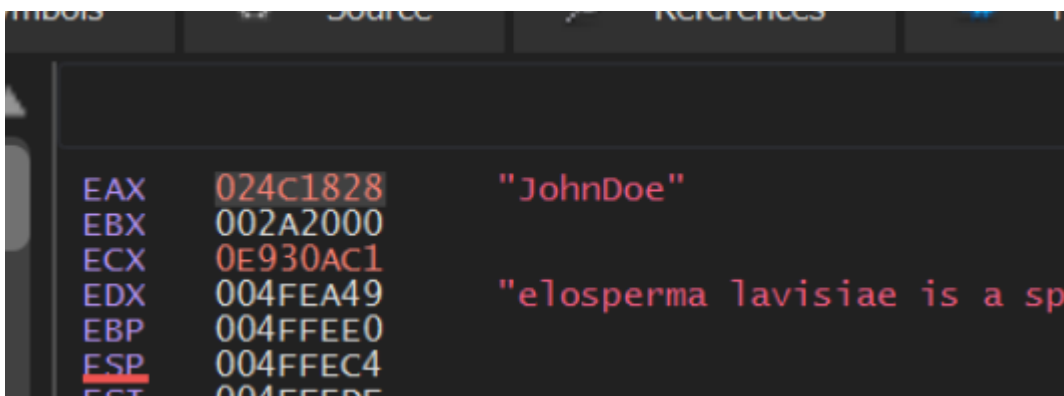 Symbols Source References
EAX 024C1828 "JohnDoe"
EBX 002A2000
ECX 0E930AC1
EDX 004FEA49 "elosperma lavisiae is a sp
EBP 004FFEE0
ESP 004FFEC4